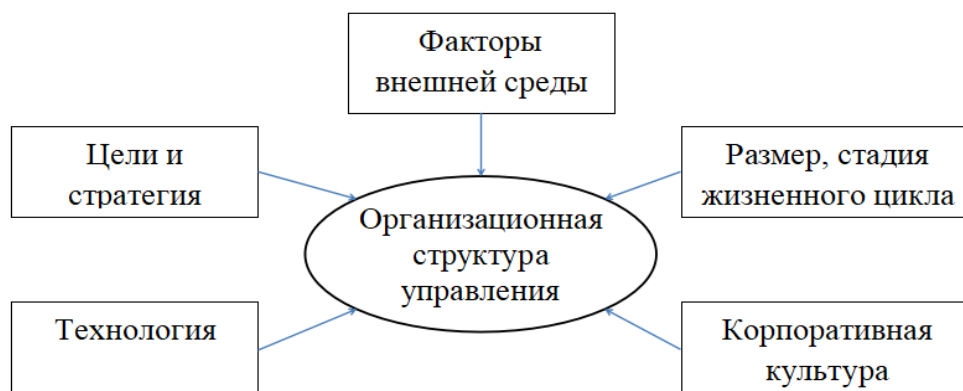 Факторы
внешней среды
Цели и
стратегия
Размер, стадия
жизненного цикла
Организационная
структура
управления
Технология
Корпоративная
культура